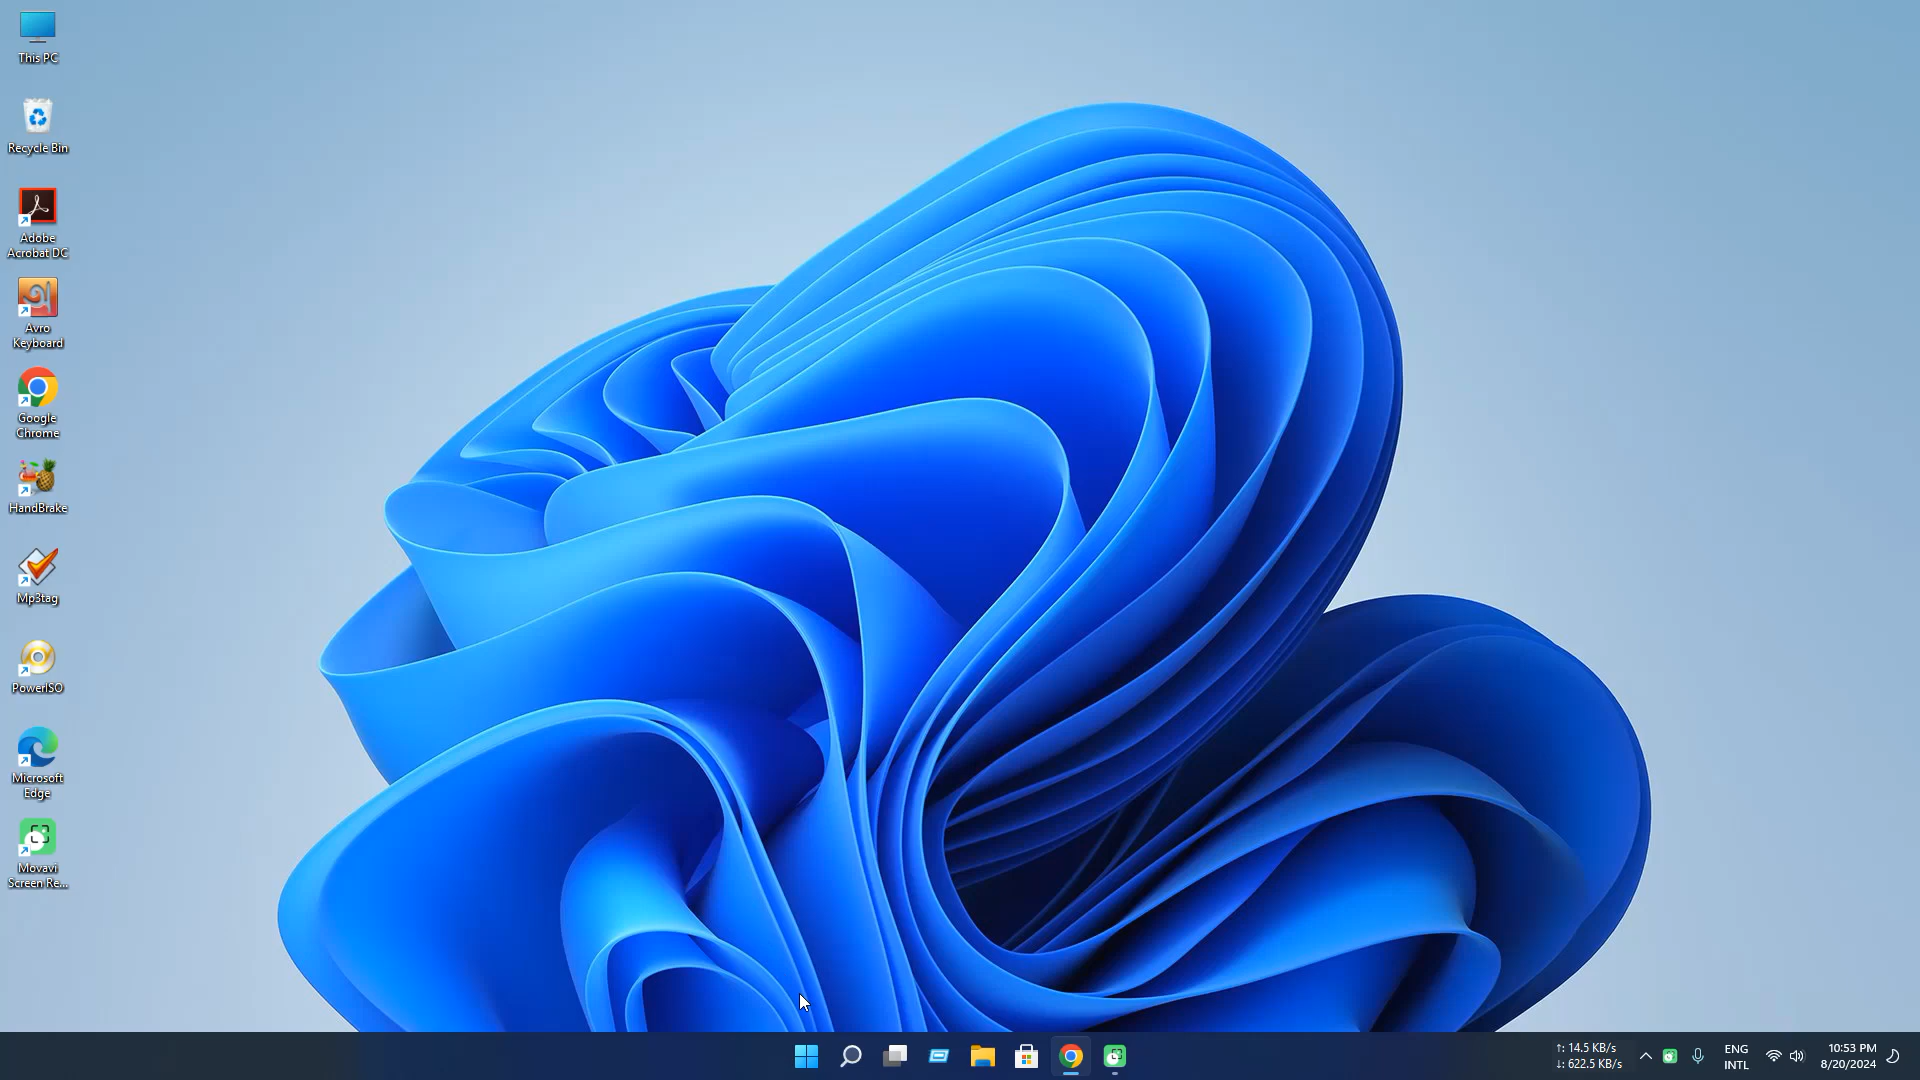 This PC
Recycle Bin
Adobe
Acrobat DC
Avro
Keyboard
Google
Chrome
HandBrake
Mp3tag
PowerISO
Microsoft
Edge
Movavi
Screen Re...
↑: 14.5 KB/s
↓: 622.5 KB/s
ENG
INTL
10:53 PM
8/20/2024